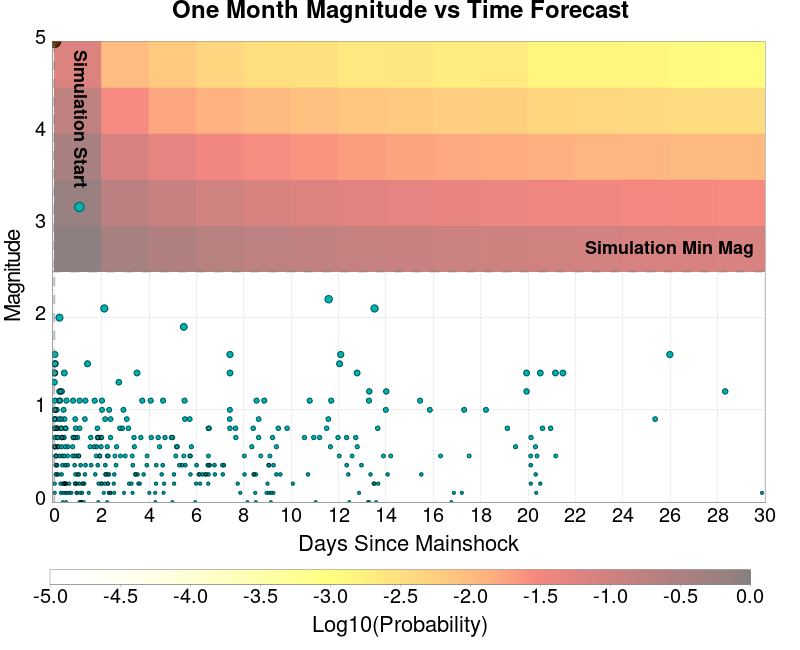 One Month Magnitude vs Time Forecast
5
4
3
2
1
0
Magnitude
Simulation Start
Simulation Min Mag
0 2 4 6 8 10 12 14 16 18 20 22 24 26 28 30
Days Since Mainshock
-5.0 -4.5 -4.0 -3.5 -3.0 -2.5 -2.0 -1.5 -1.0 -0.5 0.0
Log10(Probability)